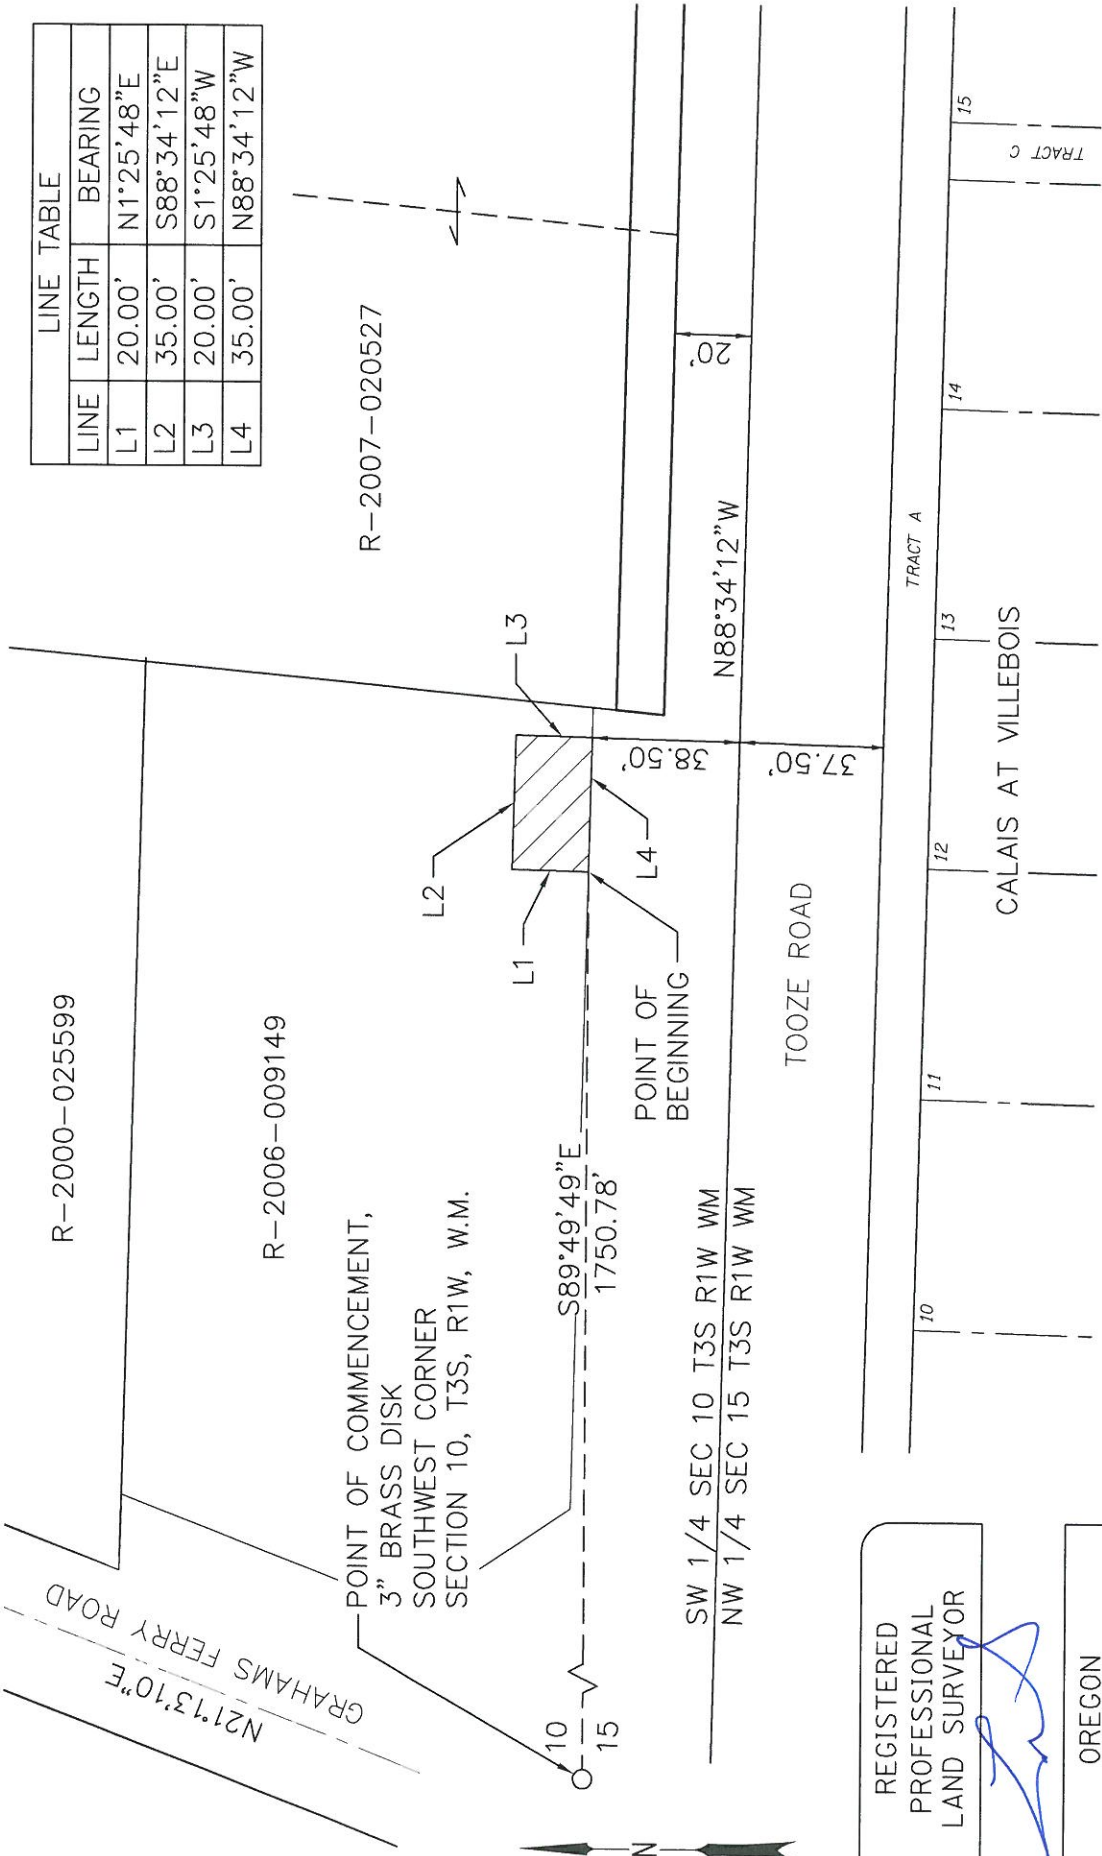 LINE TABLE
LINE LENGTH BEARING
L1 20.00' N1°25'48"E
L2 35.00' S88°34'12"E
L3 20.00' S1°25'48"W
L4 35.00' N88°34'12"W
R-2000-025599
R-2006-009149
R-2007-020527
GRAHAMS FERRY ROAD
N21°13'10"E
POINT OF COMMENCEMENT,
3" BRASS DISK
SOUTHWEST CORNER
SECTION 10, T3S, R1W, W.M.
L2
L1
L3
L4
S89°49'49"E
1750.78'
10
15
POINT OF
BEGINNING
38.50'
37.50'
20'
N88°34'12"W
SW 1/4 SEC 10 T3S R1W WM
NW 1/4 SEC 15 T3S R1W WM
TOOZE ROAD
TRACT A
10
11
12
13
14
15
TRACT C
CALAIS AT VILLEBOIS
N
REGISTERED
PROFESSIONAL
LAND SURVEYOR
OREGON